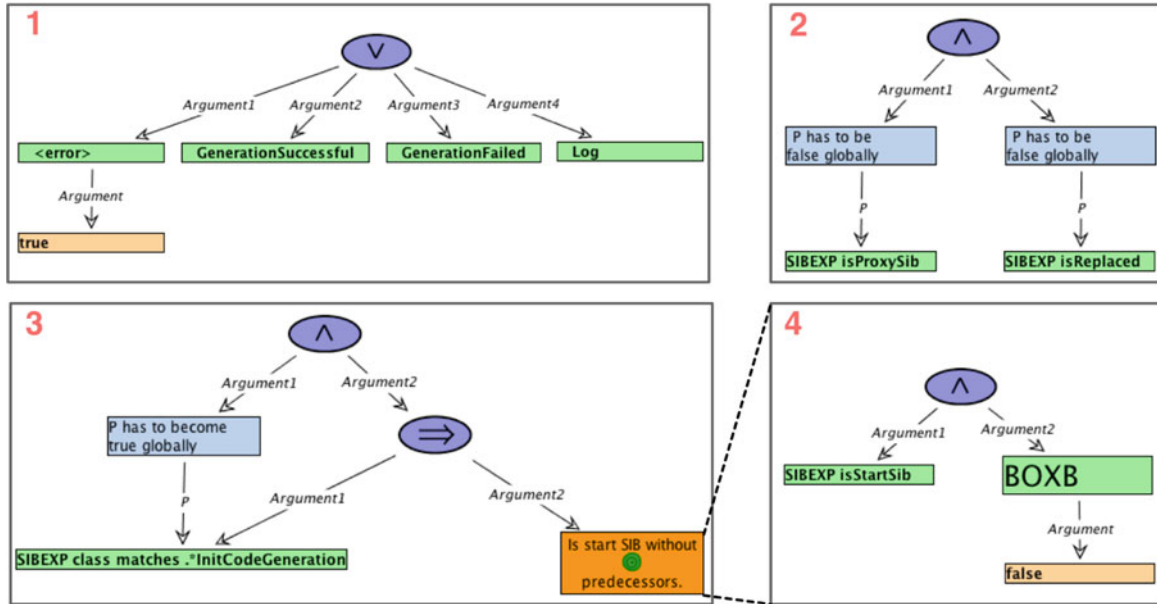 1
∨
Argument1
Argument2
Argument3
Argument4
<error>
GenerationSuccessful
GenerationFailed
Log
Argument
true
2
∧
Argument1
Argument2
P has to be
false globally
P has to be
false globally
P
P
SIBEXP isProxySib
SIBEXP isReplaced
3
∧
Argument1
Argument2
P has to become
true globally
⟹
P
Argument1
Argument2
SIBEXP class matches .*InitCodeGeneration
Is start SIB without
predecessors.
4
∧
Argument1
Argument2
SIBEXP isStartSib
BOXB
Argument
false